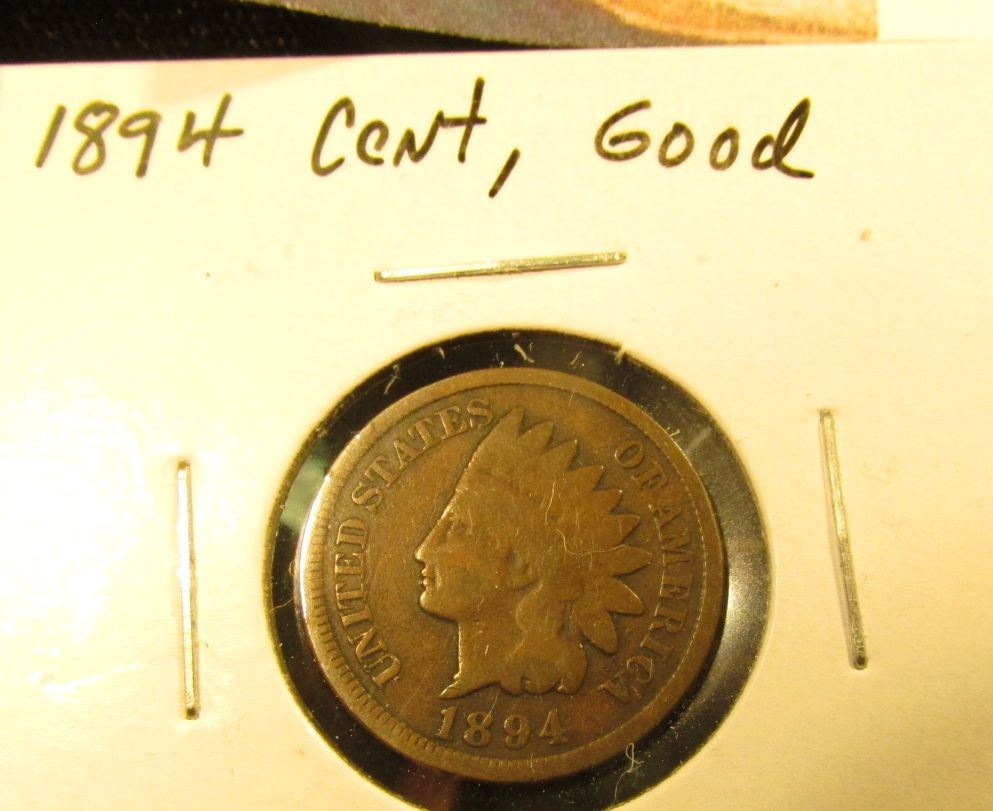 1894 Cent, Good
UNITED STATES OF AMERICA
1894